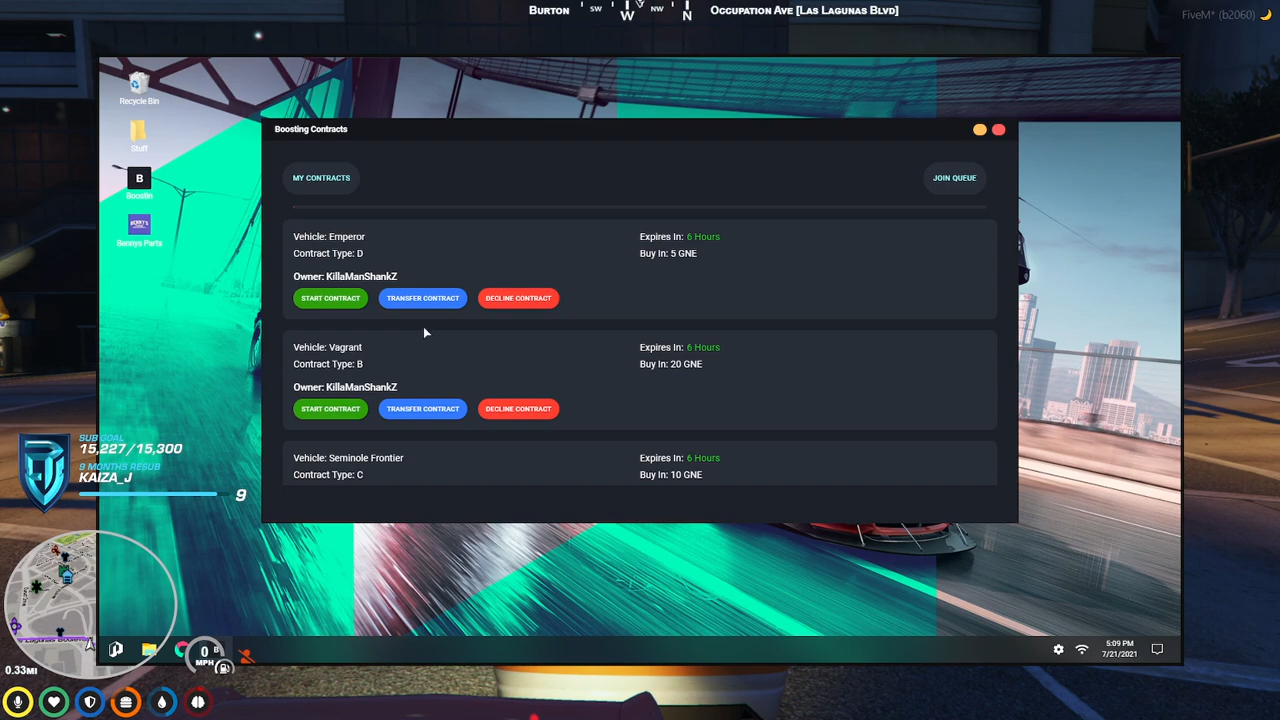 BURTON
SW
W
NW
N
OCCUPATION AVE [LAS LAGUNAS BLVD]
FiveM* (b2060)
Recycle Bin
Stuff
B
Boostin
Bennys Parts
Boosting Contracts
MY CONTRACTS
JOIN QUEUE
Vehicle: Emperor
Expires In: 6 Hours
Contract Type: D
Buy In: 5 GNE
Owner: KillaManShankZ
START CONTRACT
TRANSFER CONTRACT
DECLINE CONTRACT
Vehicle: Vagrant
Expires In: 6 Hours
Contract Type: B
Buy In: 20 GNE
Owner: KillaManShankZ
START CONTRACT
TRANSFER CONTRACT
DECLINE CONTRACT
Vehicle: Seminole Frontier
Expires In: 6 Hours
Contract Type: C
Buy In: 10 GNE
SUB GOAL
15,227/15,300
9 MONTHS RESUB
KAIZA_J
9
0
MPH
B
0.33MI
5:09 PM
7/21/2021